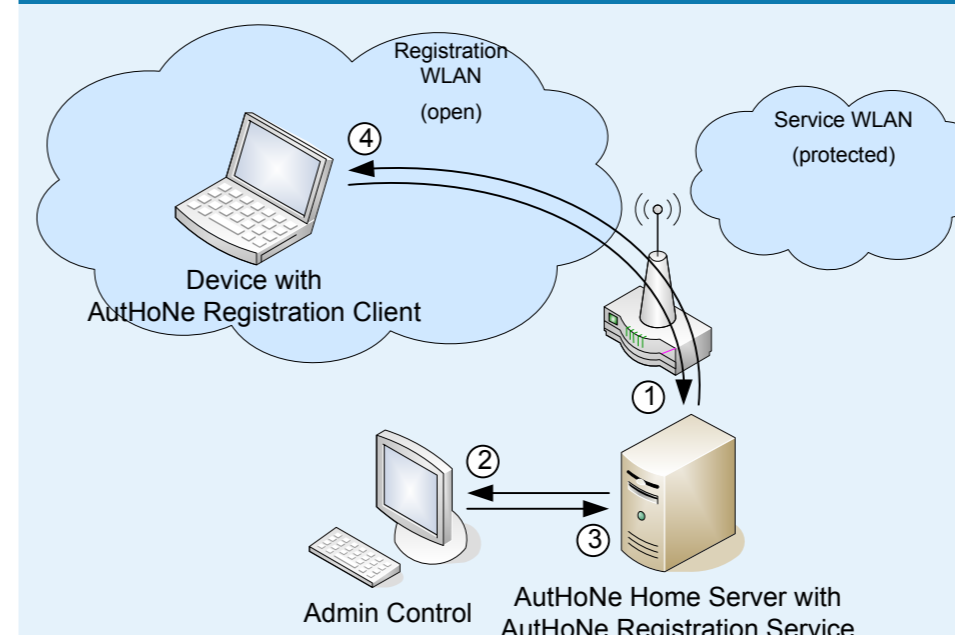 Registration
WLAN
(open)
Service WLAN
(protected)
4
Device with
AutHoNe Registration Client
1
2
3
Admin Control
AutHoNe Home Server with
AutHoNe Registration Service